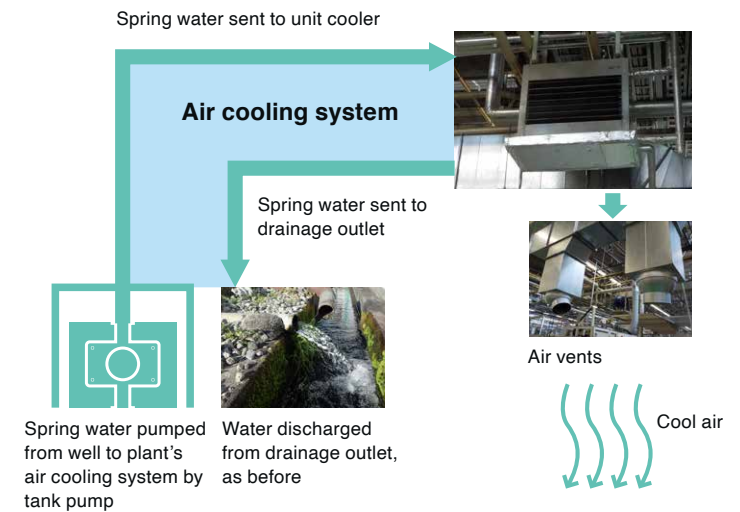 Spring water sent to unit cooler
Air cooling system
Spring water sent to
drainage outlet
Air vents
Cool air
Spring water pumped
from well to plant's
air cooling system by
tank pump
Water discharged
from drainage outlet,
as before